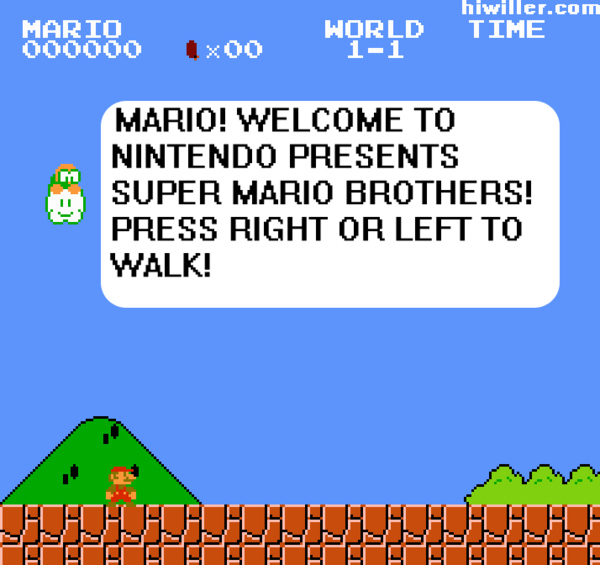 hiwiller.com
MARIO WORLD TIME
000000 x00 1-1
MARIO! WELCOME TO
NINTENDO PRESENTS
SUPER MARIO BROTHERS!
PRESS RIGHT OR LEFT TO
WALK!